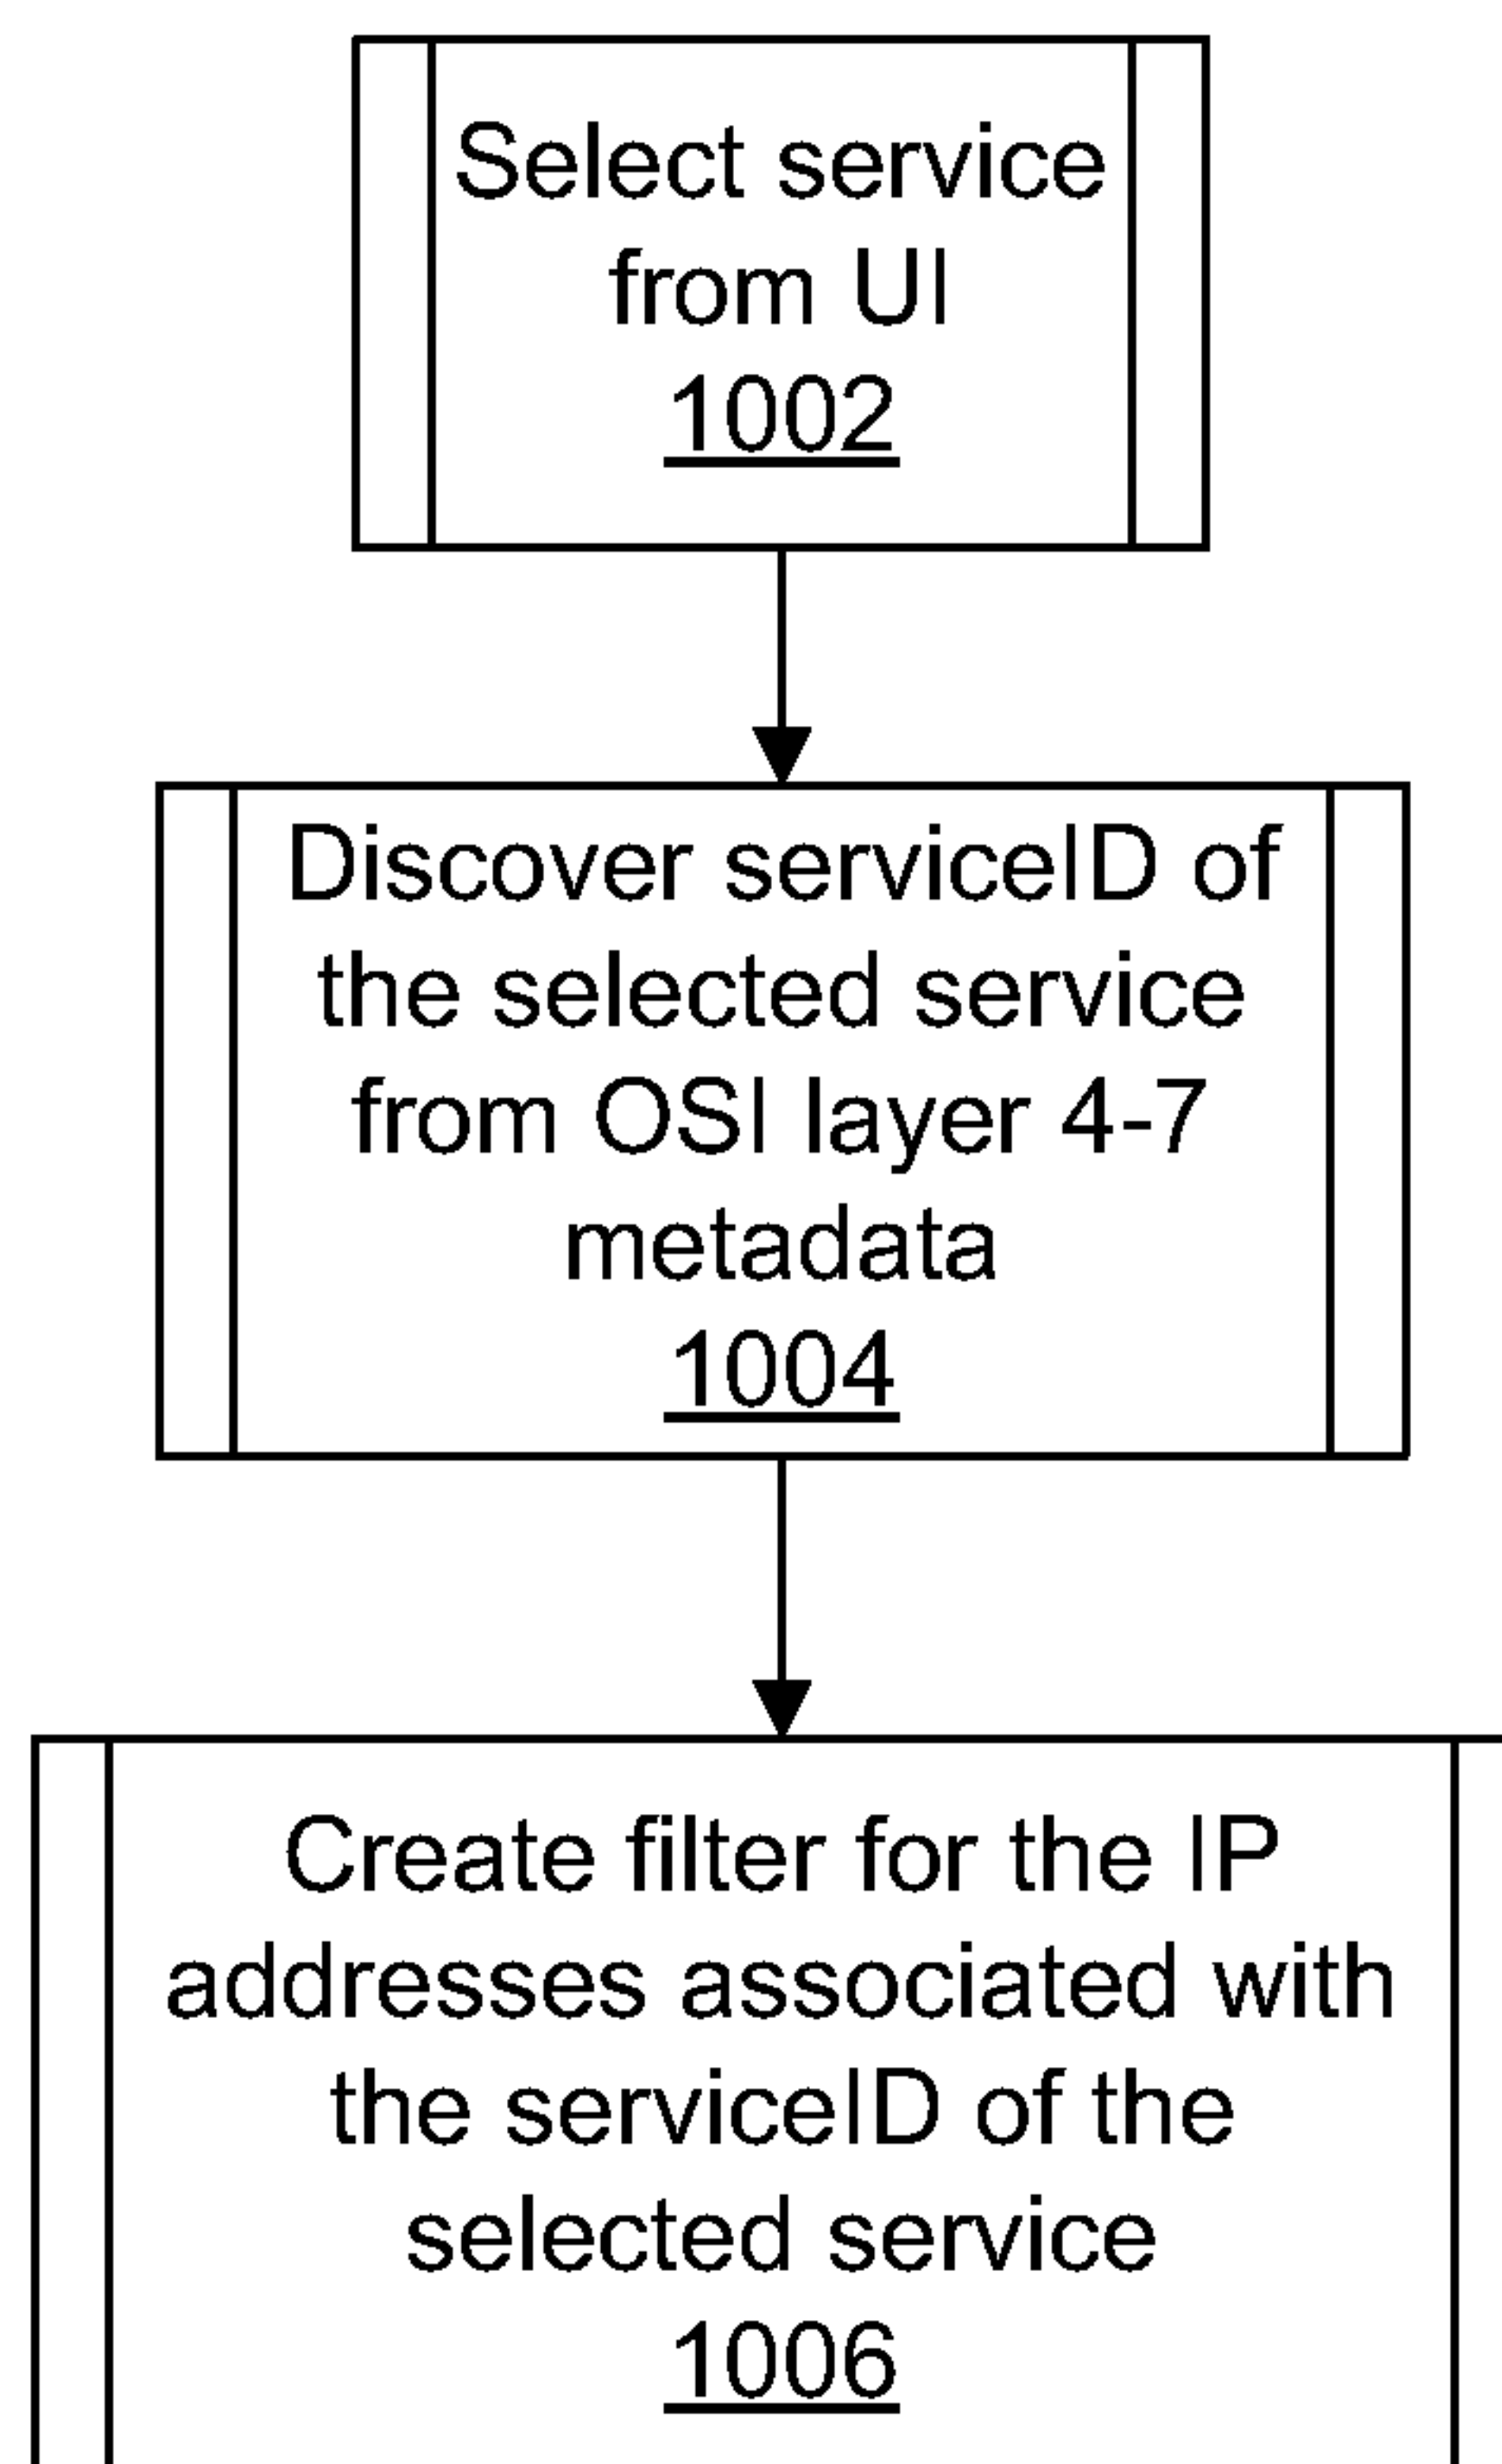 Select service
from UI
1002
Discover serviceID of
the selected service
from OSI layer 4-7
metadata
1004
Create filter for the IP
addresses associated with
the serviceID of the
selected service
1006